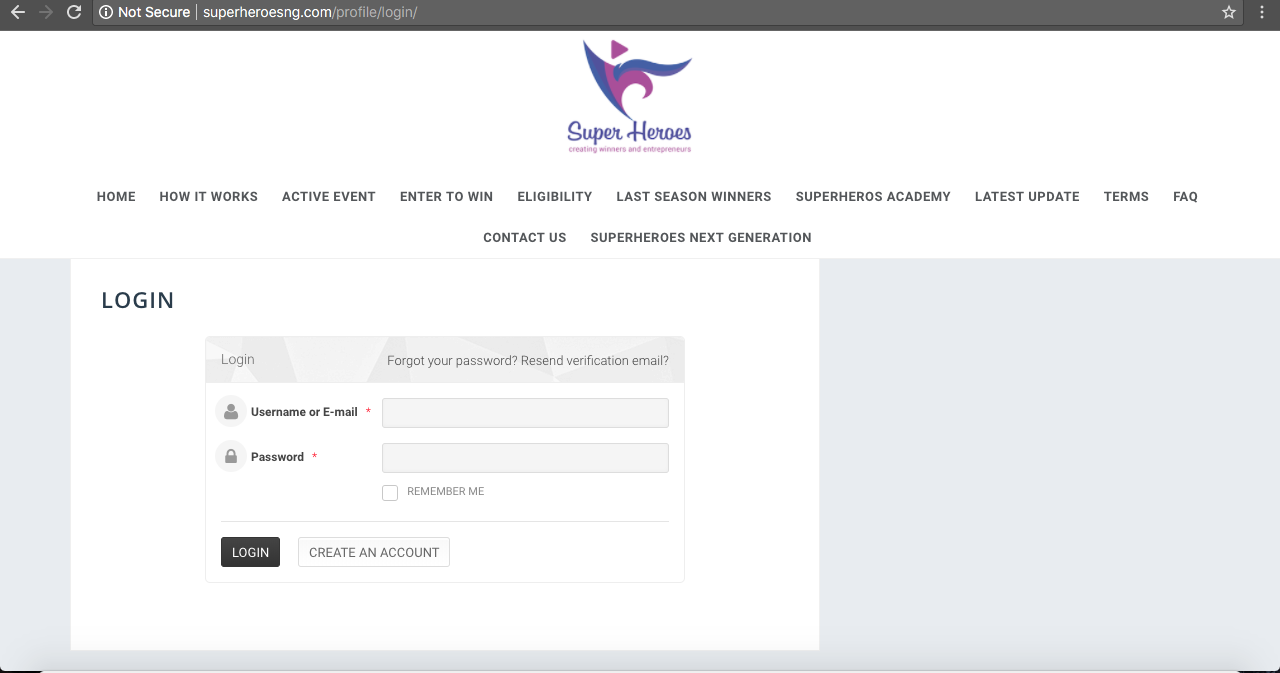 Not Secure | superheroesng.com/profile/login/
Super Heroes
creating winners and entrepreneurs
HOME HOW IT WORKS ACTIVE EVENT ENTER TO WIN ELIGIBILITY LAST SEASON WINNERS SUPERHEROS ACADEMY LATEST UPDATE TERMS FAQ
CONTACT US SUPERHEROES NEXT GENERATION
LOGIN
Login Forgot your password? Resend verification email?
Username or E-mail *
Password *
REMEMBER ME
LOGIN CREATE AN ACCOUNT